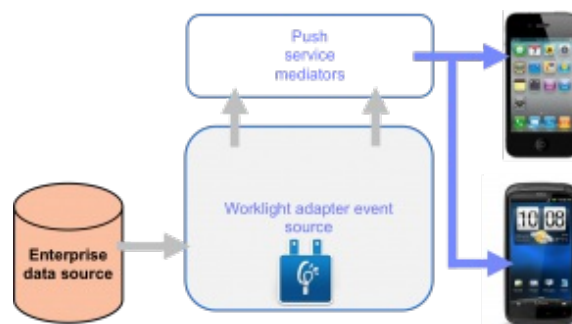 Push
service
mediators
Worklight adapter event
source
Enterprise
data source
10 08